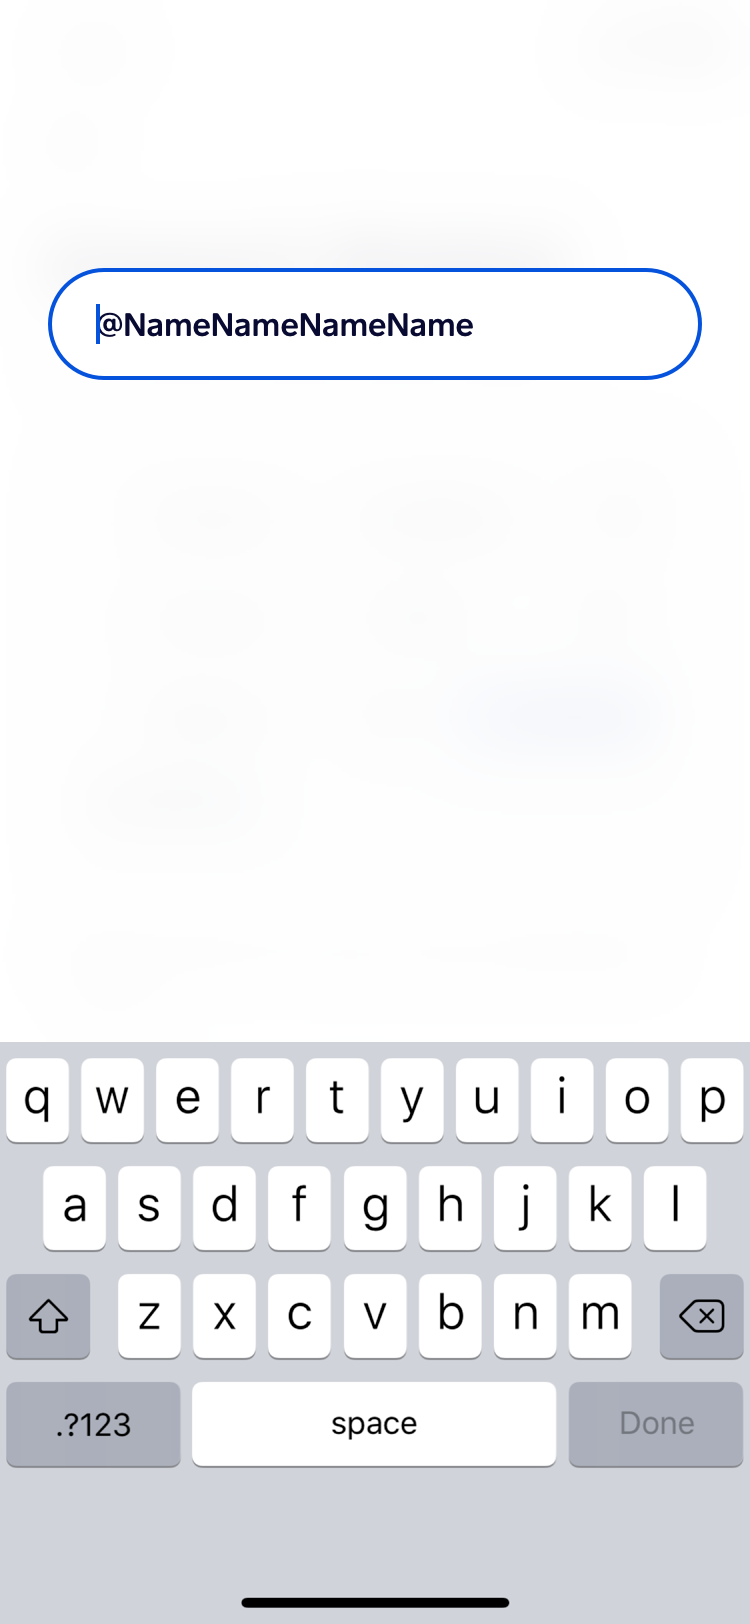 @NameNameNameName
q w e r t y u i o p
a s d f g h j k l
z x c v b n m
.?123 space Done